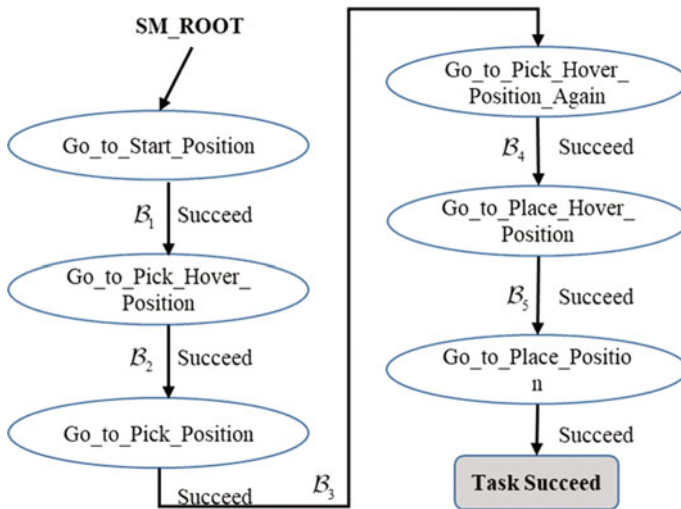 SM_ROOT
Go_to_Start_Position
ℬ₁ Succeed
Go_to_Pick_Hover_
Position
ℬ₂ Succeed
Go_to_Pick_Position
Succeed ℬ₃
Go_to_Pick_Hover_
Position_Again
ℬ₄ Succeed
Go_to_Place_Hover_
Position
ℬ₅ Succeed
Go_to_Place_Positio
n
Succeed
Task Succeed